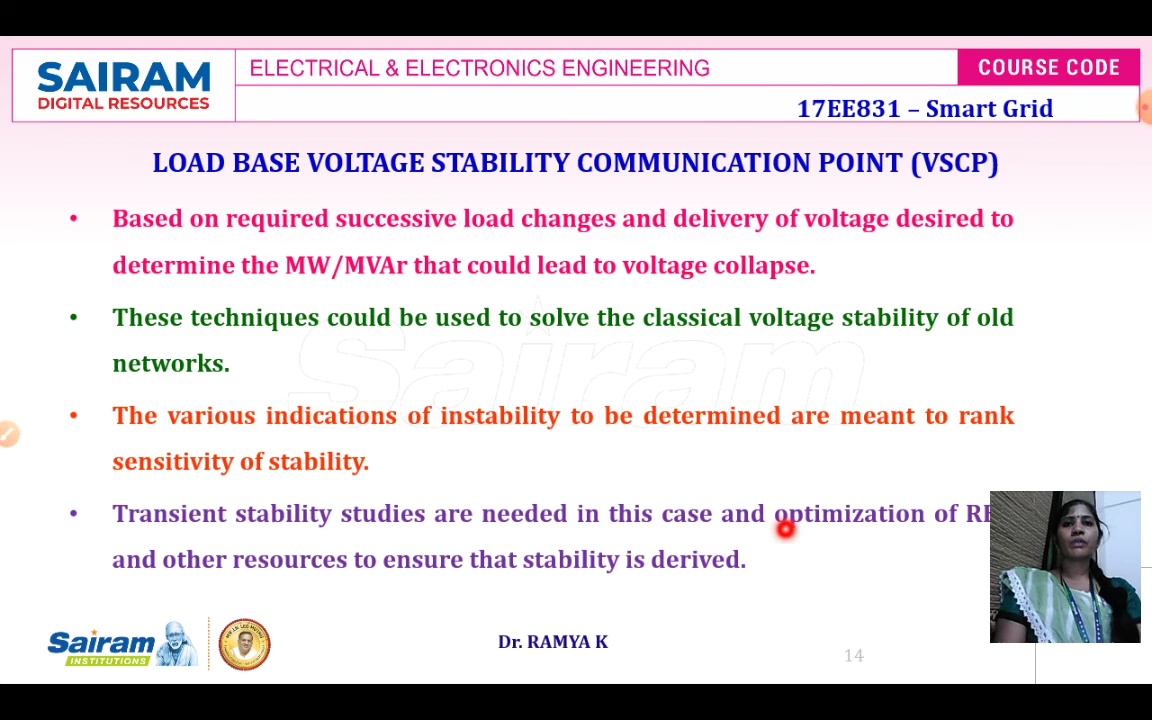 SAIRAM
DIGITAL RESOURCES
ELECTRICAL & ELECTRONICS ENGINEERING
COURSE CODE
17EE831 – Smart Grid
LOAD BASE VOLTAGE STABILITY COMMUNICATION POINT (VSCP)
• Based on required successive load changes and delivery of voltage desired to
determine the MW/MVAr that could lead to voltage collapse.
• These techniques could be used to solve the classical voltage stability of old
networks.
Sairam
• The various indications of instability to be determined are meant to rank
sensitivity of stability.
• Transient stability studies are needed in this case and optimization of
and other resources to ensure that stability is derived.
Sairam
INSTITUTIONS
Dr. RAMYA K
14